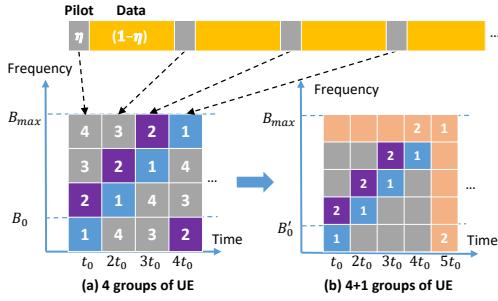 Pilot Data
η (1-η) ...
Frequency
Frequency
B_max
4 3 2 1
3 2 1 4
2 1 4 3
1 4 3 2
...
B_0
Time
t_0 2t_0 3t_0 4t_0
(a) 4 groups of UE
B_max
2 1
2 1
2 1
2 1
1 2
...
B_0'
Time
t_0 2t_0 3t_0 4t_0 5t_0
(b) 4+1 groups of UE